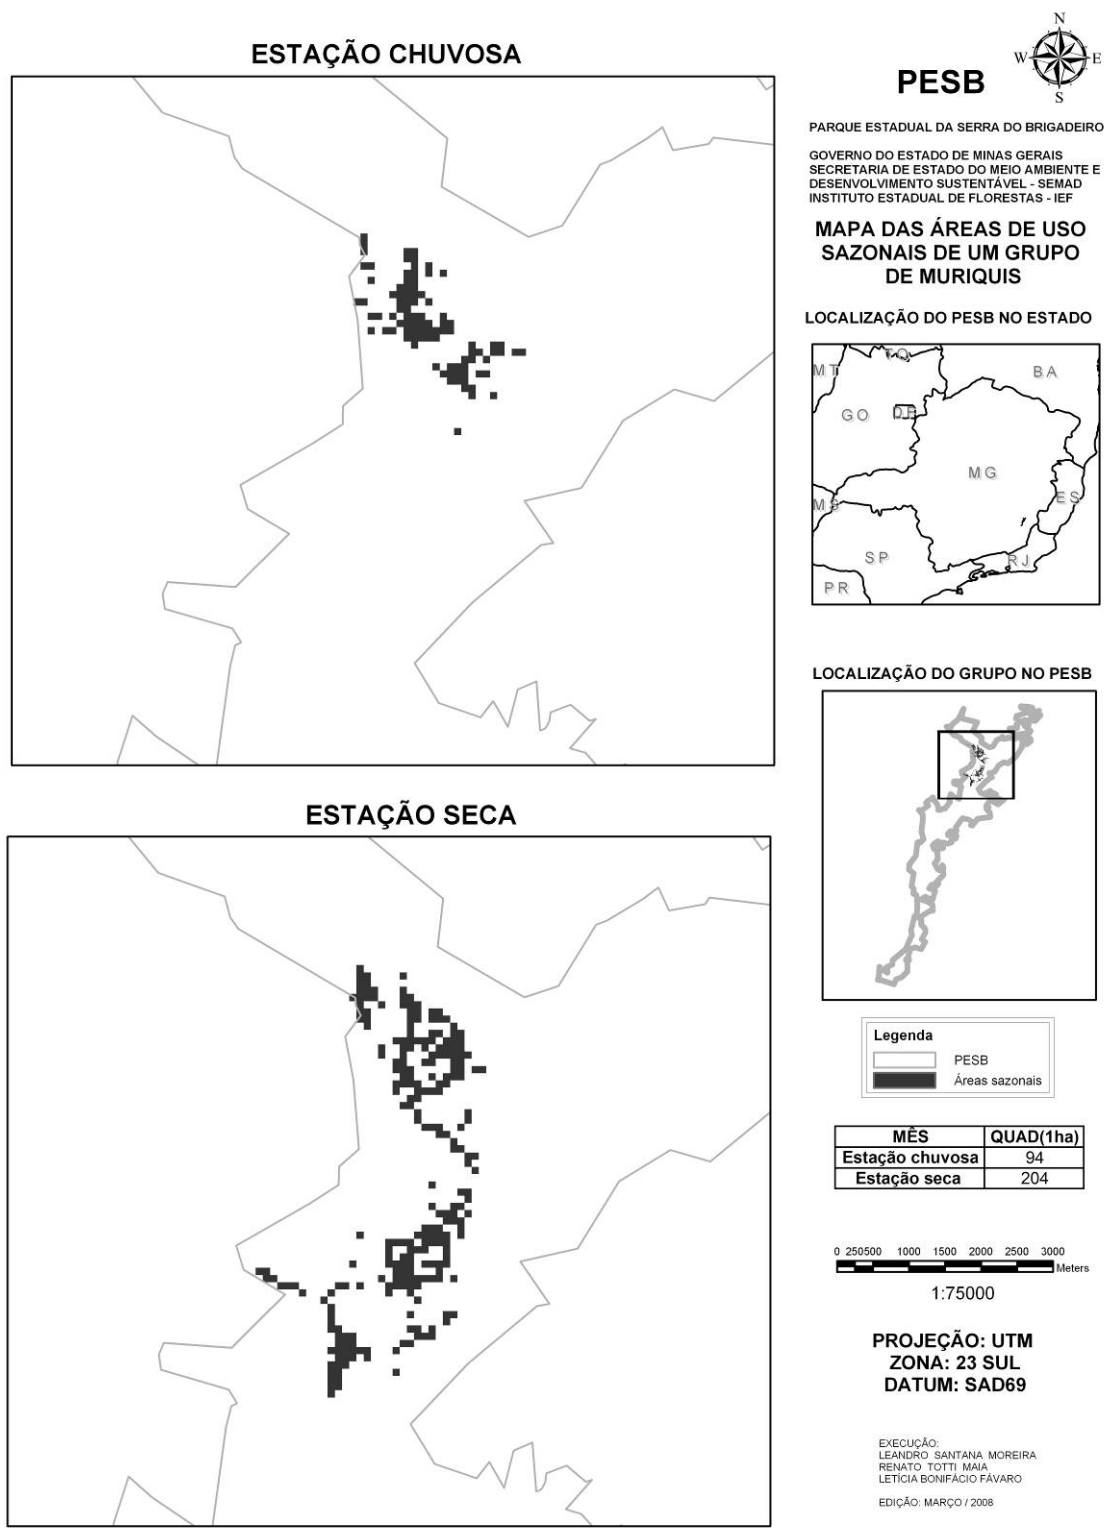 ESTAÇÃO CHUVOSA
PESB
N
W
E
S
PARQUE ESTADUAL DA SERRA DO BRIGADEIRO
GOVERNO DO ESTADO DE MINAS GERAIS
SECRETARIA DE ESTADO DO MEIO AMBIENTE E
DESENVOLVIMENTO SUSTENTÁVEL - SEMAD
INSTITUTO ESTADUAL DE FLORESTAS - IEF
MAPA DAS ÁREAS DE USO
SAZONAIS DE UM GRUPO
DE MURIQUIS
LOCALIZAÇÃO DO PESB NO ESTADO
TO
MT
BA
GO
DF
MG
ES
MS
SP
RJ
PR
LOCALIZAÇÃO DO GRUPO NO PESB
ESTAÇÃO SECA
Legenda
PESB
Áreas sazonais
MÊS QUAD(1ha)
Estação chuvosa 94
Estação seca 204
0 250500 1000 1500 2000 2500 3000
Meters
1:75000
PROJEÇÃO: UTM
ZONA: 23 SUL
DATUM: SAD69
EXECUÇÃO:
LEANDRO SANTANA MOREIRA
RENATO TOTTI MAIA
LETÍCIA BONIFÁCIO FÁVARO
EDIÇÃO: MARÇO / 2008